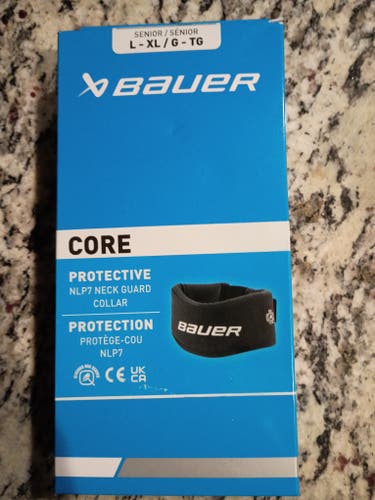 SENIOR / SÉNIOR
L - XL / G - TG
BAUER
CORE
PROTECTIVE
NLP7 NECK GUARD
COLLAR
PROTECTION
PROTÈGE-COU
NLP7
BAUER
CE UK
CA